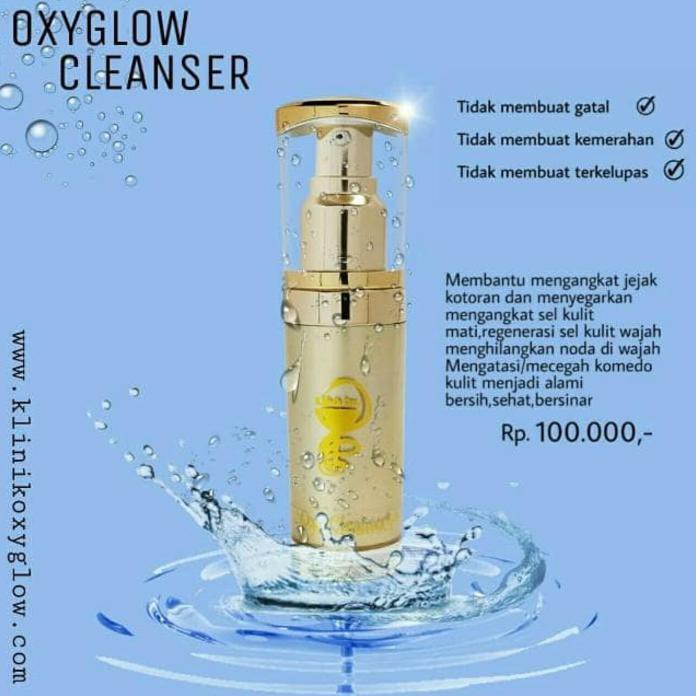 OXYGLOW
CLEANSER
Tidak membuat gatal
Tidak membuat kemerahan
Tidak membuat terkelupas
Membantu mengangkat jejak
kotoran dan menyegarkan
mengangkat sel kulit
mati,regenerasi sel kulit wajah
menghilangkan noda di wajah
Mengatasi/mecegah komedo
kulit menjadi alami
bersih,sehat,bersinar
Rp. 100.000,-
www.klinikoxyglow.com